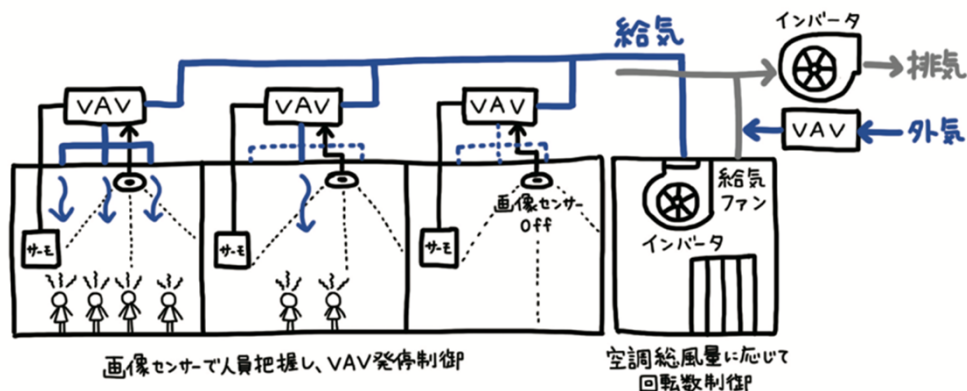 給気
インバータ
排気
VAV
VAV
VAV
VAV
外気
給気
ファン
画像センサー
Off
サーモ
サーモ
サーモ
インバータ
画像センサーで人員把握し、VAV発停制御
空調総風量に応じて
回転数制御